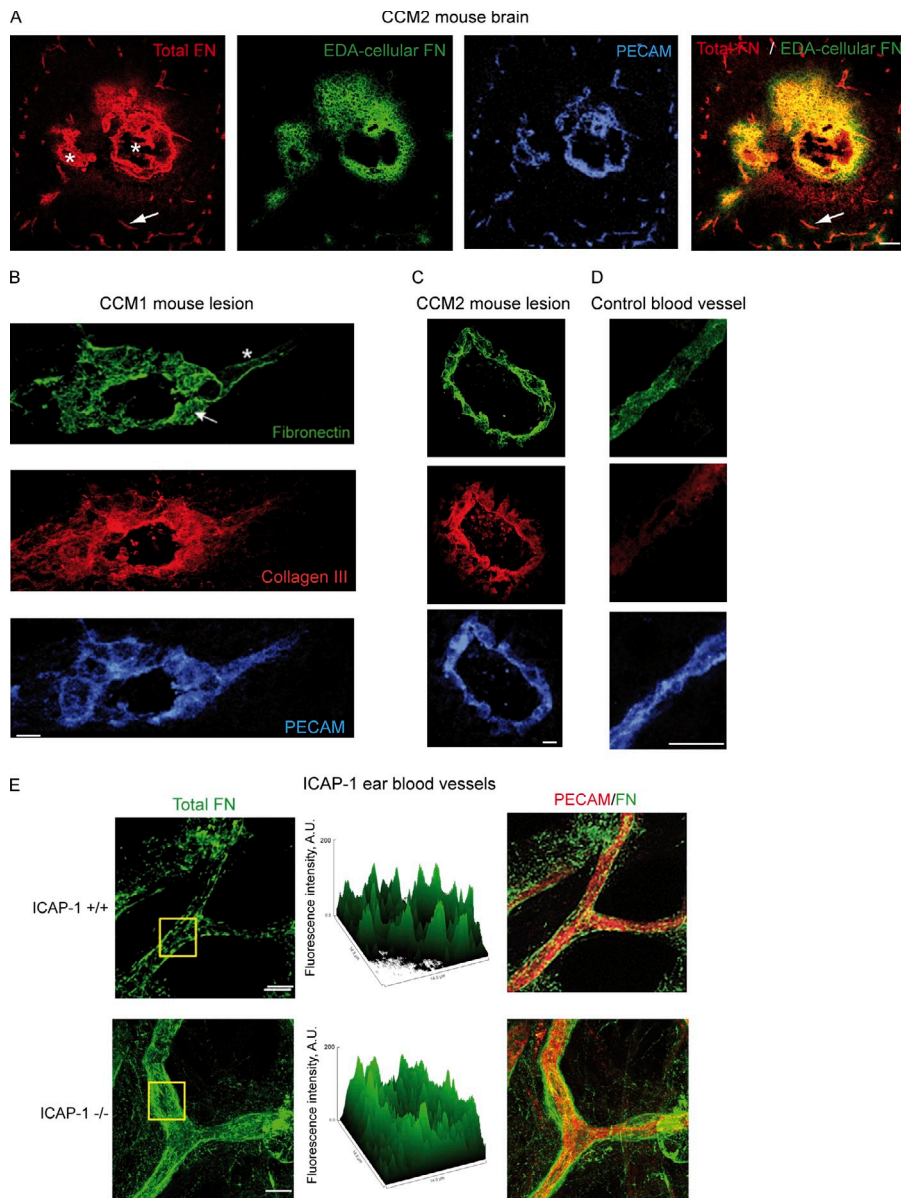 A
CCM2 mouse brain
Total FN
EDA-cellular FN
PECAM
Total FN / EDA-cellular FN
*
*
B
CCM1 mouse lesion
C
CCM2 mouse lesion
D
Control blood vessel
*
Fibronectin
Collagen III
PECAM
E
ICAP-1 ear blood vessels
Total FN
PECAM/FN
ICAP-1 +/+
Fluorescence intensity, A.U.
200
0.0
ICAP-1 -/-
Fluorescence intensity, A.U.
200